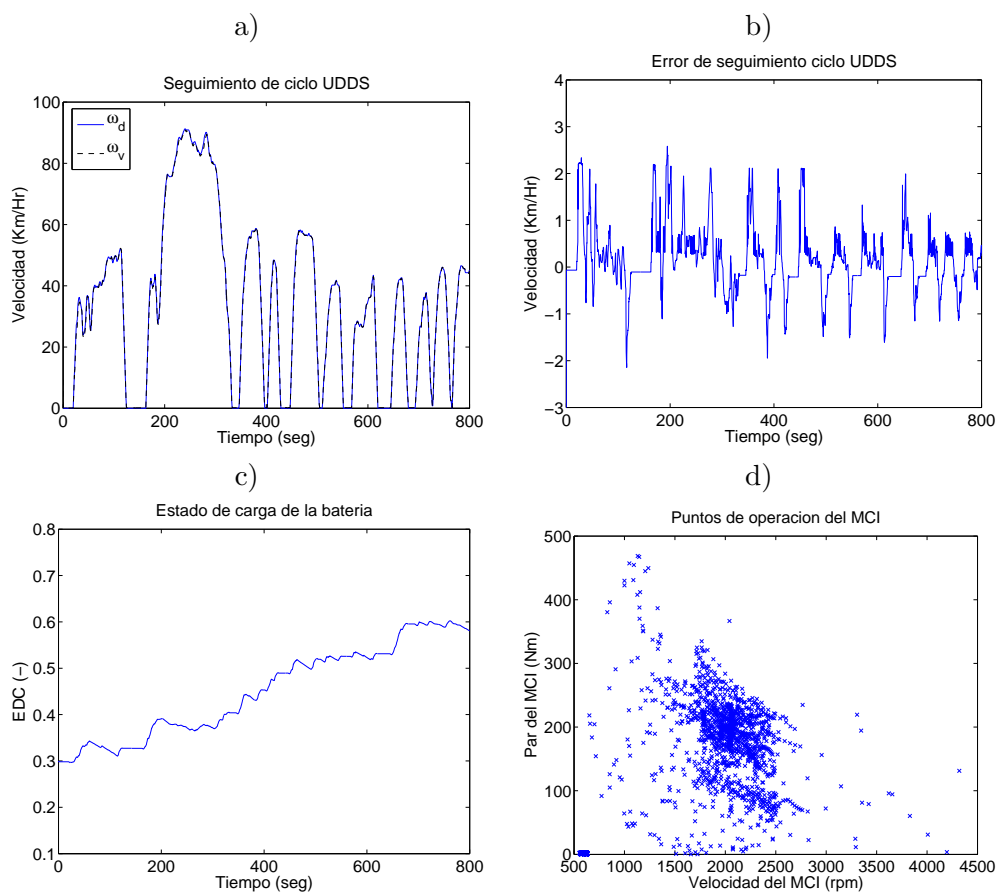 a)
Seguimiento de ciclo UDDS
100
80
60
40
20
0
0
200
400
600
800
Velocidad (Km/Hr)
Tiempo (seg)
ω_d
ω_v
b)
Error de seguimiento ciclo UDDS
4
3
2
1
0
−1
−2
−3
0
200
400
600
800
Velocidad (Km/Hr)
Tiempo (seg)
c)
Estado de carga de la bateria
0.8
0.7
0.6
0.5
0.4
0.3
0.2
0.1
0
200
400
600
800
EDC (−)
Tiempo (seg)
d)
Puntos de operacion del MCI
500
400
300
200
100
0
500
1000
1500
2000
2500
3000
3500
4000
4500
Par del MCI (Nm)
Velocidad del MCI (rpm)